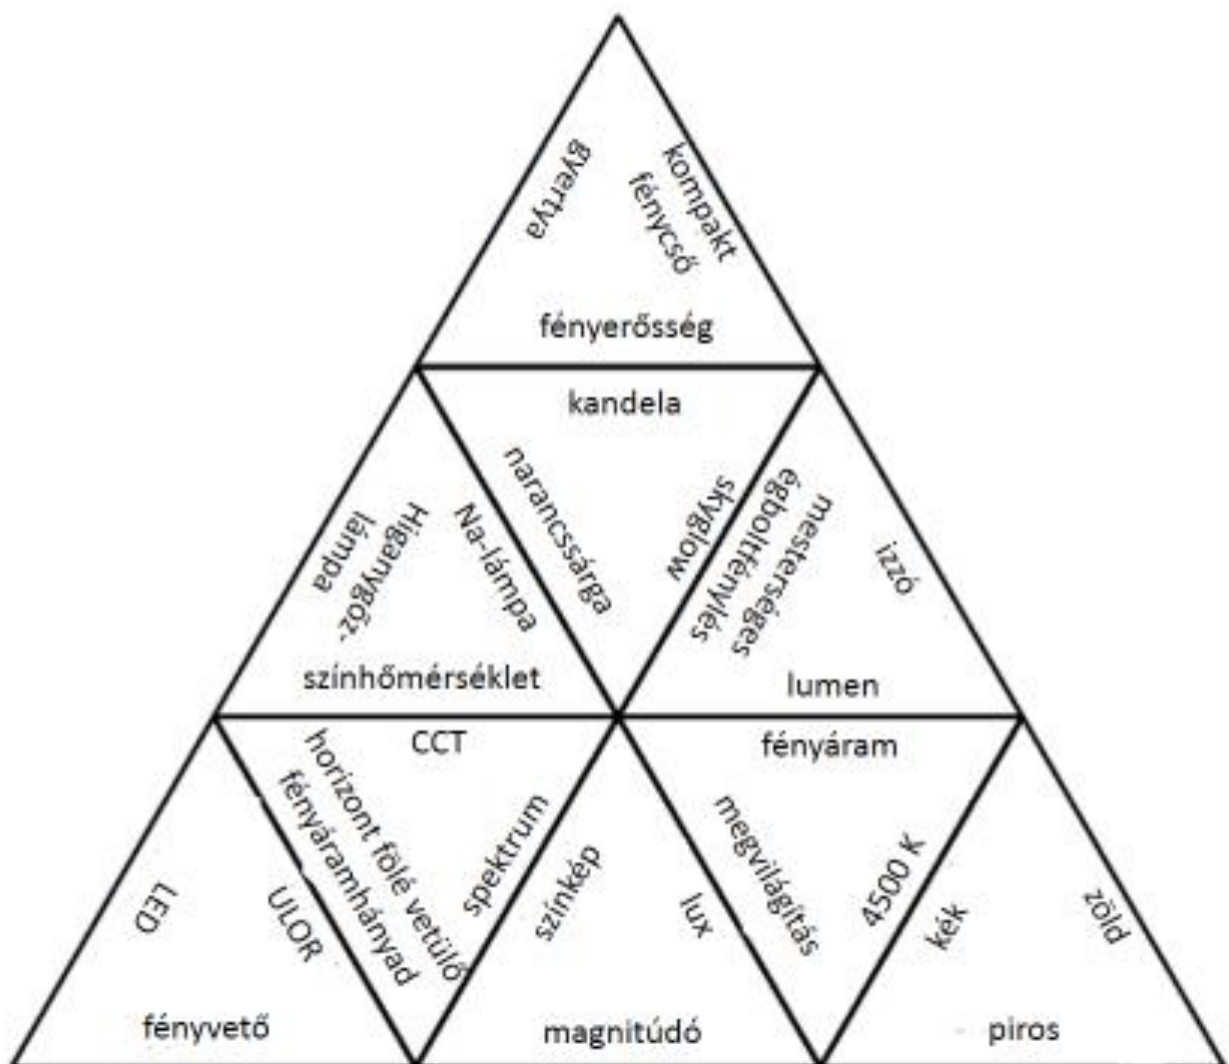 gyertya
kompakt
fénycső
fényerősség
kandela
narancssárga
skyglow
Higanygőz-
lámpa
Na-lámpa
színhőmérséklet
mesterséges
égboltfénylés
izzó
lumen
CCT
horizont fölé vetülő
fényáramhányad
spektrum
fényáram
megvilágítás
4500 K
LED
ULOR
fényvető
színkép
lux
magnitúdó
kék
zöld
piros